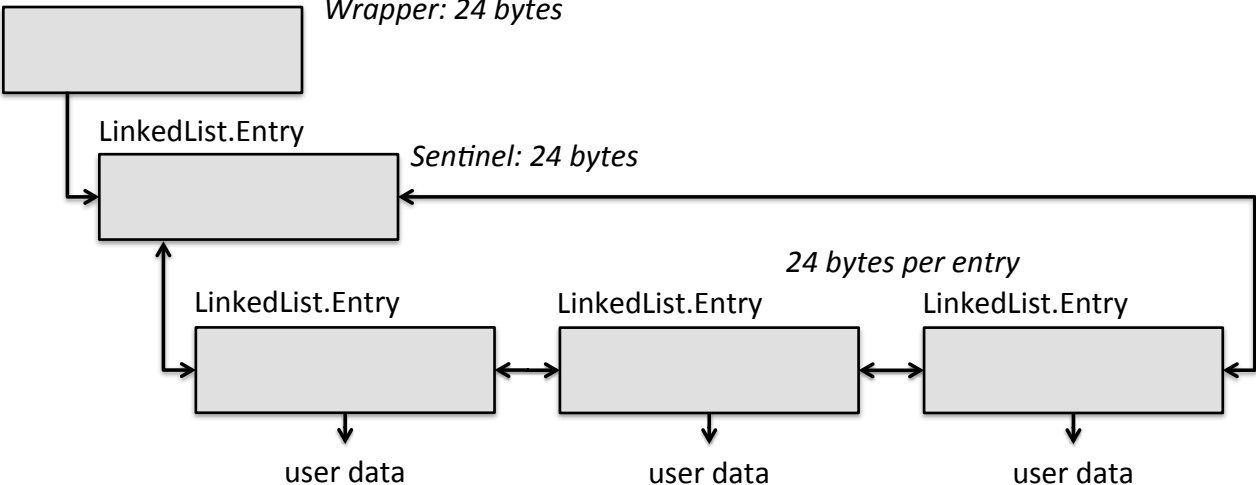 Wrapper: 24 bytes
LinkedList.Entry
Sentinel: 24 bytes
24 bytes per entry
LinkedList.Entry LinkedList.Entry LinkedList.Entry
user data user data user data